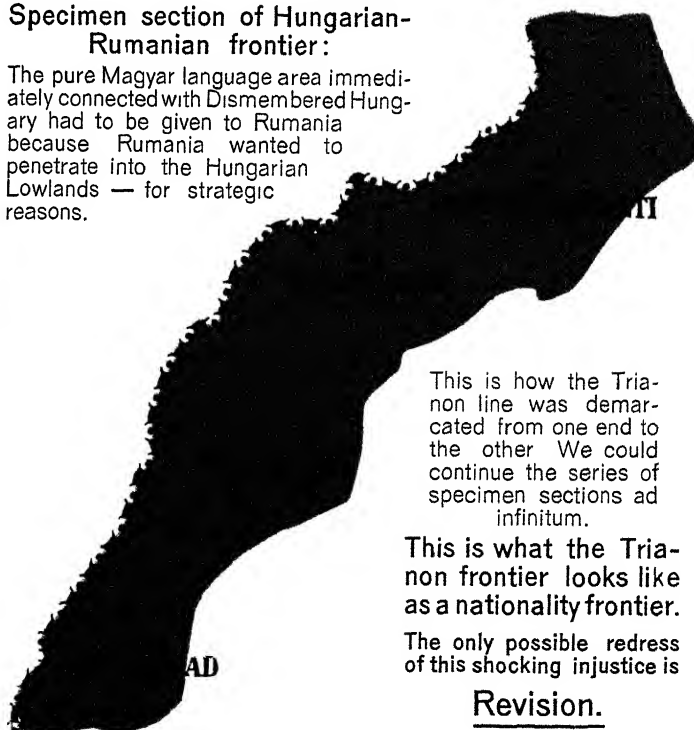 Specimen section of Hungarian-
Rumanian frontier:
The pure Magyar language area immedi-
ately connected with Dismembered Hung-
ary had to be given to Rumania
because Rumania wanted to
penetrate into the Hungarian
Lowlands — for strategic
reasons.
TI
This is how the Tria-
non line was demar-
cated from one end to
the other We could
continue the series of
specimen sections ad
infinitum.
This is what the Tria-
non frontier looks like
as a nationality frontier.
The only possible redress
of this shocking injustice is
Revision.
AD